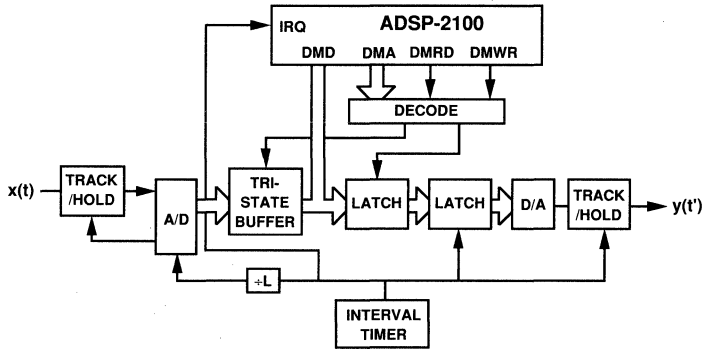 ADSP-2100
IRQ
DMD DMA DMRD DMWR
DECODE
x(t)
TRACK
/HOLD
A/D
TRI-
STATE
BUFFER
LATCH
LATCH
D/A
TRACK
/HOLD
y(t')
÷L
INTERVAL
TIMER